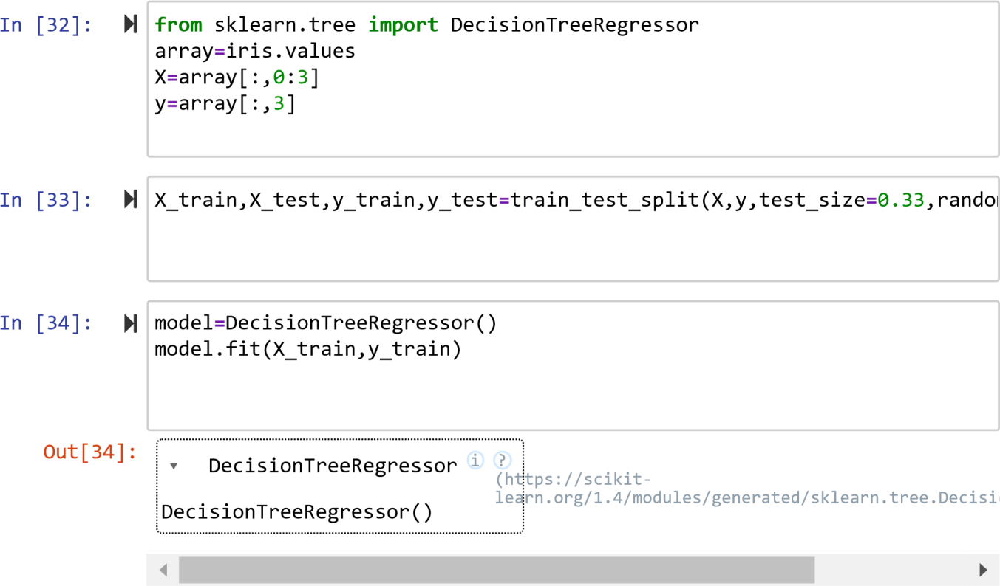 In [32]:
from sklearn.tree import DecisionTreeRegressor
array=iris.values
X=array[:,0:3]
y=array[:,3]
In [33]:
X_train,X_test,y_train,y_test=train_test_split(X,y,test_size=0.33,rando
In [34]:
model=DecisionTreeRegressor()
model.fit(X_train,y_train)
Out[34]:
▾ DecisionTreeRegressor i ?
(https://scikit-
learn.org/1.4/modules/generated/sklearn.tree.Decisi
DecisionTreeRegressor()